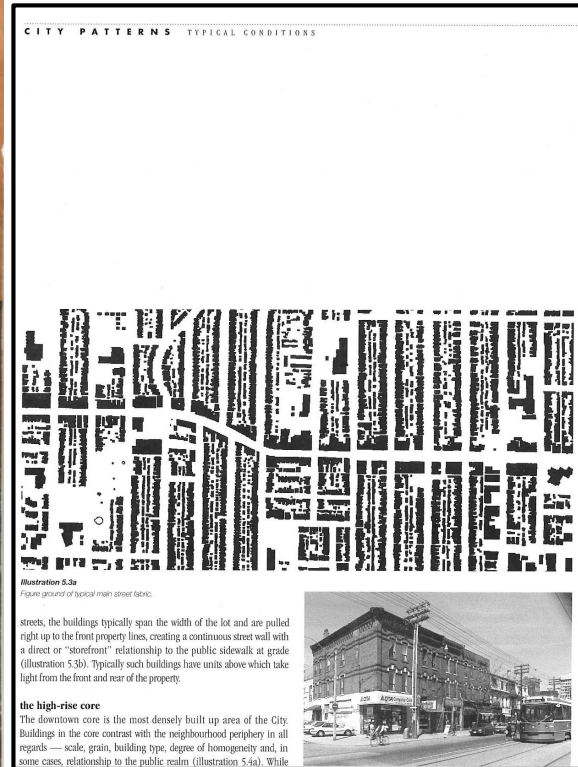 CITY PATTERNS TYPICAL CONDITIONS
Illustration 5.3a
Figure ground of typical main street fabric.
streets, the buildings typically span the width of the lot and are pulled
right up to the front property lines, creating a continuous street wall with
a direct or "storefront" relationship to the public sidewalk at grade
(illustration 5.3b). Typically such buildings have units above which take
light from the front and rear of the property.
the high-rise core
The downtown core is the most densely built up area of the City.
Buildings in the core contrast with the neighbourhood periphery in all
regards — scale, grain, building type, degree of homogeneity and, in
some cases, relationship to the public realm (illustration 5.4a). While